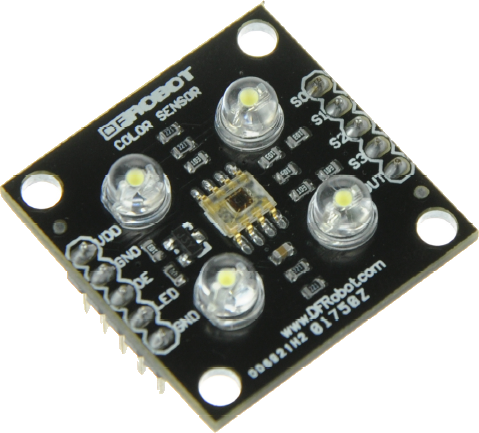 DFROBOT
COLOR SENSOR
S0
S1
S2
S3
OUT
VDD
GND
OE
LED
GND
www.DFRobot.com
01750Z